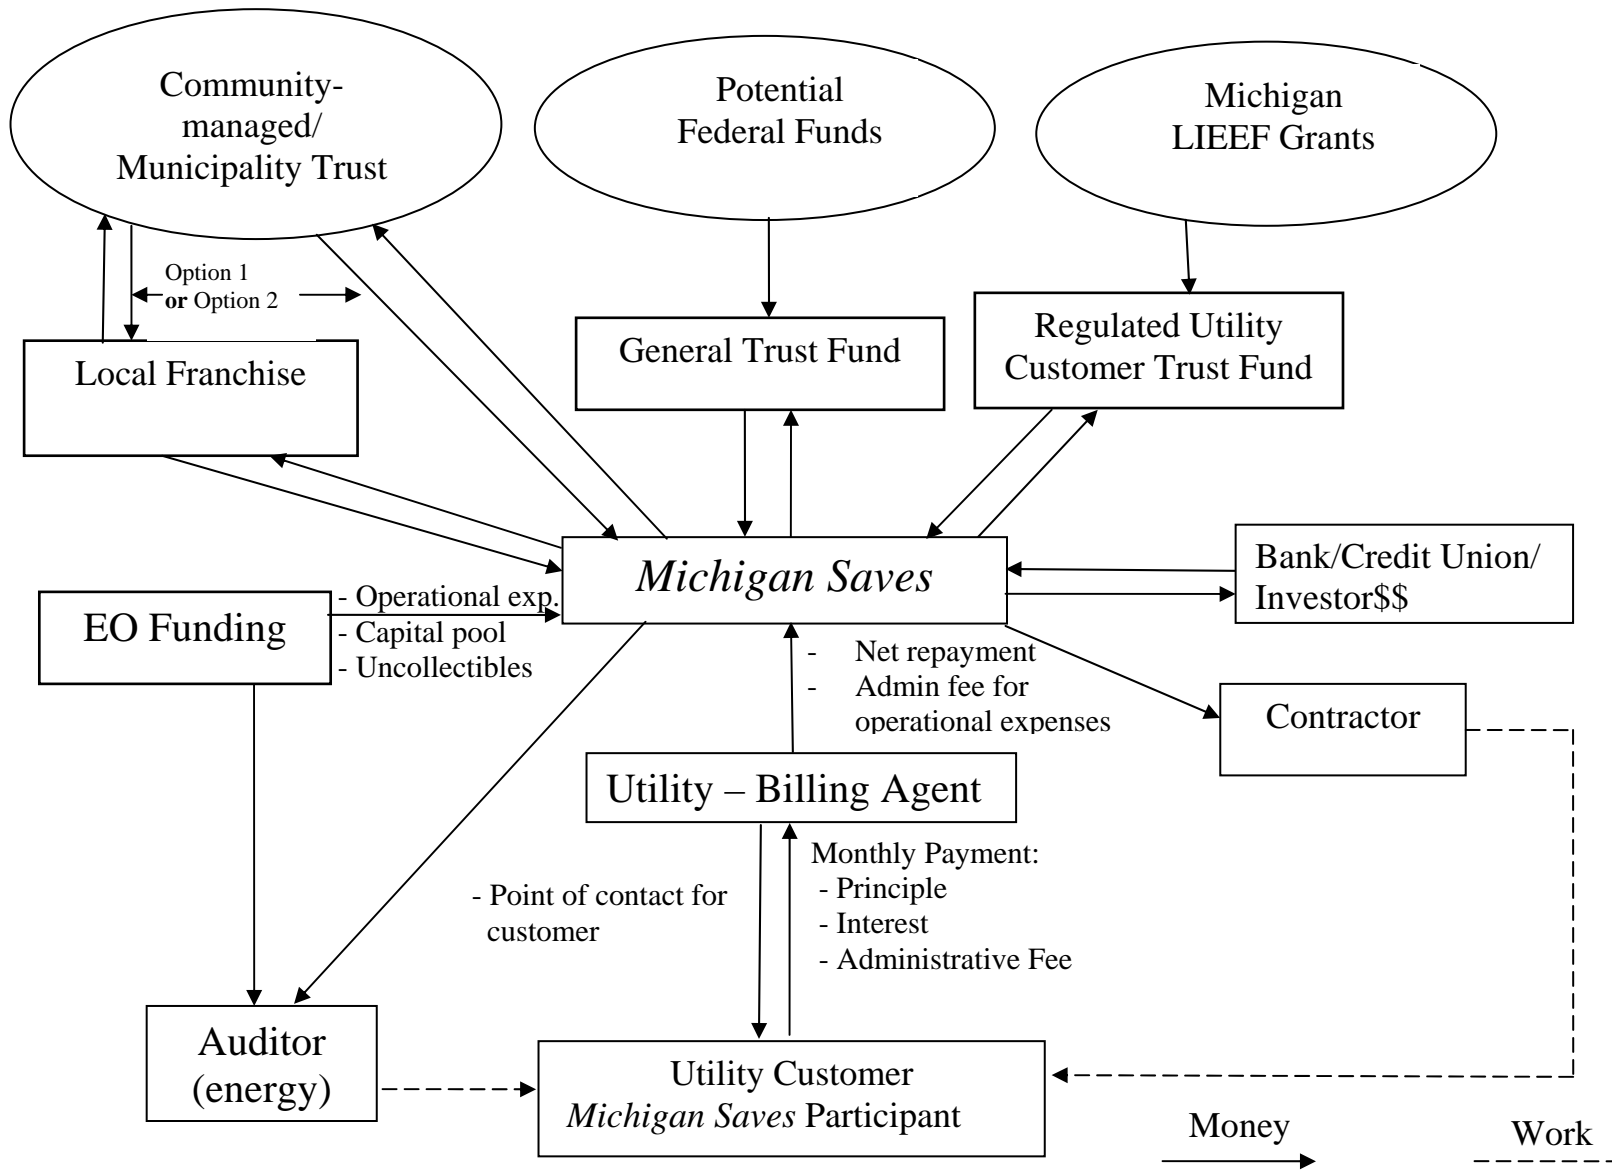 Community-
managed/
Municipality Trust
Potential
Federal Funds
Michigan
LIEEF Grants
Option 1
or Option 2
Local Franchise
General Trust Fund
Regulated Utility
Customer Trust Fund
Michigan Saves
Bank/Credit Union/
Investor$$
EO Funding
- Operational exp.
- Capital pool
- Uncollectibles
- Net repayment
- Admin fee for
operational expenses
Contractor
Utility – Billing Agent
Monthly Payment:
- Principle
- Interest
- Administrative Fee
- Point of contact for
customer
Auditor
(energy)
Utility Customer
Michigan Saves Participant
Money
Work